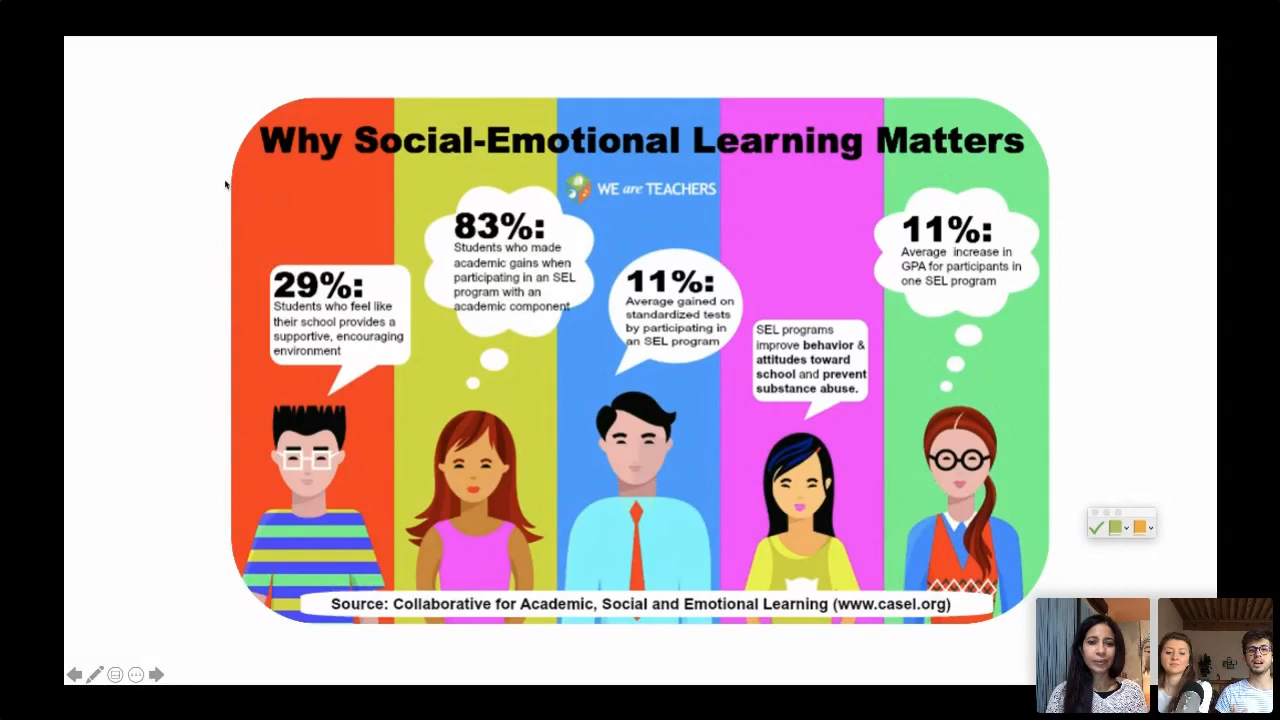 Why Social-Emotional Learning Matters
WE are TEACHERS
29%:
Students who feel like
their school provides a
supportive, encouraging
environment
83%:
Students who made
academic gains when
participating in an SEL
program with an
academic component
11%:
Average gained on
standardized tests
by participating in
an SEL program
SEL programs
improve behavior &
attitudes toward
school and prevent
substance abuse.
11%:
Average increase in
GPA for participants in
one SEL program
Source: Collaborative for Academic, Social and Emotional Learning (www.casel.org)